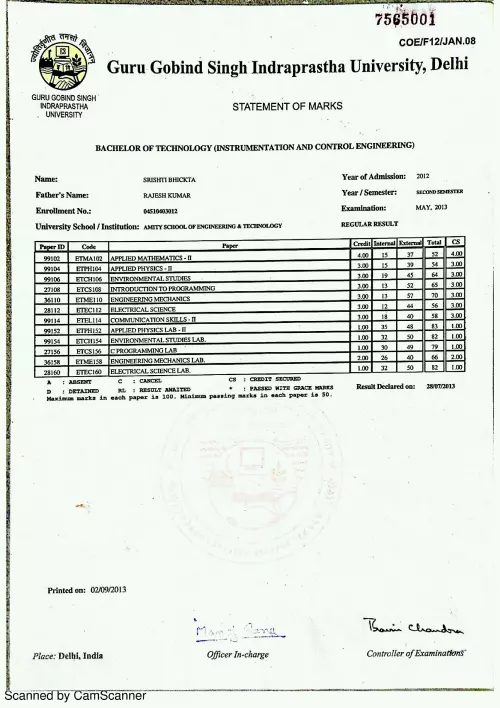 7565001
COE/F12/JAN.08
Guru Gobind Singh Indraprastha University, Delhi
GURU GOBIND SINGH
INDRAPRASTHA
UNIVERSITY
STATEMENT OF MARKS
BACHELOR OF TECHNOLOGY (INSTRUMENTATION AND CONTROL ENGINEERING)
Name: SRISHTI BHICKTA Year of Admission: 2012
Father's Name: RAJESH KUMAR Year / Semester: SECOND SEMESTER
Enrollment No.: 04510403012 Examination: MAY, 2013
University School / Institution: AMITY SCHOOL OF ENGINEERING & TECHNOLOGY REGULAR RESULT
Paper ID Code Paper Credit Internal External Total CS
99102 ETMA102 APPLIED MATHEMATICS - II 4.00 15 37 52 4.00
99104 ETPH104 APPLIED PHYSICS - II 3.00 15 39 54 3.00
99106 ETCH106 ENVIRONMENTAL STUDIES 3.00 19 45 64 3.00
27108 ETCS108 INTRODUCTION TO PROGRAMMING 3.00 13 52 65 3.00
36110 ETME110 ENGINEERING MECHANICS 3.00 13 57 70 3.00
28112 ETEC112 ELECTRICAL SCIENCE 3.00 12 44 56 3.00
99114 ETEL114 COMMUNICATION SKILLS - II 3.00 18 40 58 3.00
99152 ETPH152 APPLIED PHYSICS LAB - II 1.00 35 48 83 1.00
99154 ETCH154 ENVIRONMENTAL STUDIES LAB. 1.00 32 50 82 1.00
27156 ETCS156 C PROGRAMMING LAB 1.00 30 49 79 1.00
36158 ETME158 ENGINEERING MECHANICS LAB. 2.00 26 40 66 2.00
28160 ETEC160 ELECTRICAL SCIENCE LAB. 1.00 32 50 82 1.00
A : ABSENT C : CANCEL CS : CREDIT SECURED
D : DETAINED RL : RESULT AWAITED * : PASSED WITH GRACE MARKS Result Declared on: 28/07/2013
Maximum marks in each paper is 100. Minimum passing marks in each paper is 50.
Printed on: 02/09/2013
Place: Delhi, India Officer In-charge Controller of Examinations
Scanned by CamScanner